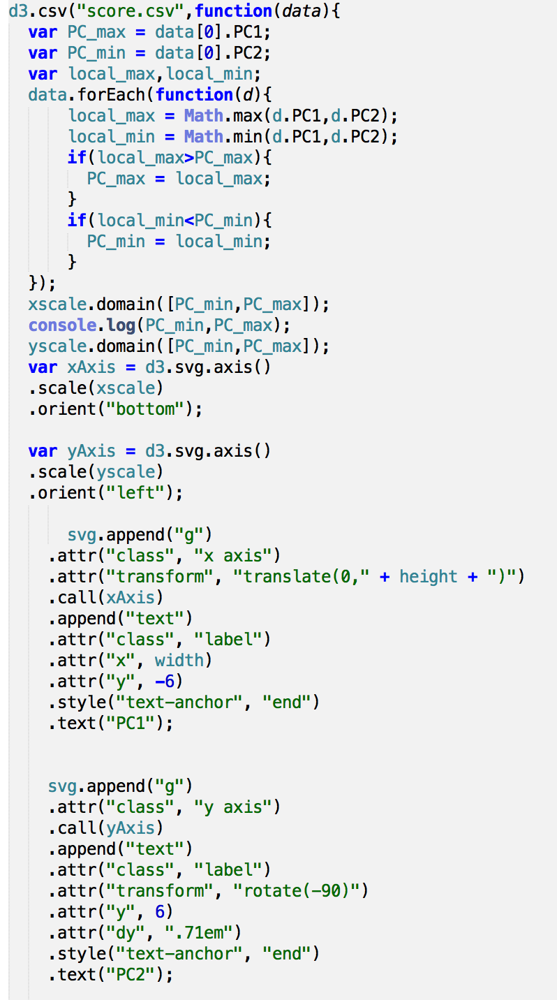 d3.csv("score.csv",function(data){
  var PC_max = data[0].PC1;
  var PC_min = data[0].PC2;
  var local_max,local_min;
  data.forEach(function(d){
      local_max = Math.max(d.PC1,d.PC2);
      local_min = Math.min(d.PC1,d.PC2);
      if(local_max>PC_max){
        PC_max = local_max;
      }
      if(local_min<PC_min){
        PC_min = local_min;
      }
  });
  xscale.domain([PC_min,PC_max]);
  console.log(PC_min,PC_max);
  yscale.domain([PC_min,PC_max]);
  var xAxis = d3.svg.axis()
  .scale(xscale)
  .orient("bottom");

  var yAxis = d3.svg.axis()
  .scale(yscale)
  .orient("left");

      svg.append("g")
    .attr("class", "x axis")
    .attr("transform", "translate(0," + height + ")")
    .call(xAxis)
    .append("text")
    .attr("class", "label")
    .attr("x", width)
    .attr("y", -6)
    .style("text-anchor", "end")
    .text("PC1");


    svg.append("g")
    .attr("class", "y axis")
    .call(yAxis)
    .append("text")
    .attr("class", "label")
    .attr("transform", "rotate(-90)")
    .attr("y", 6)
    .attr("dy", ".71em")
    .style("text-anchor", "end")
    .text("PC2");